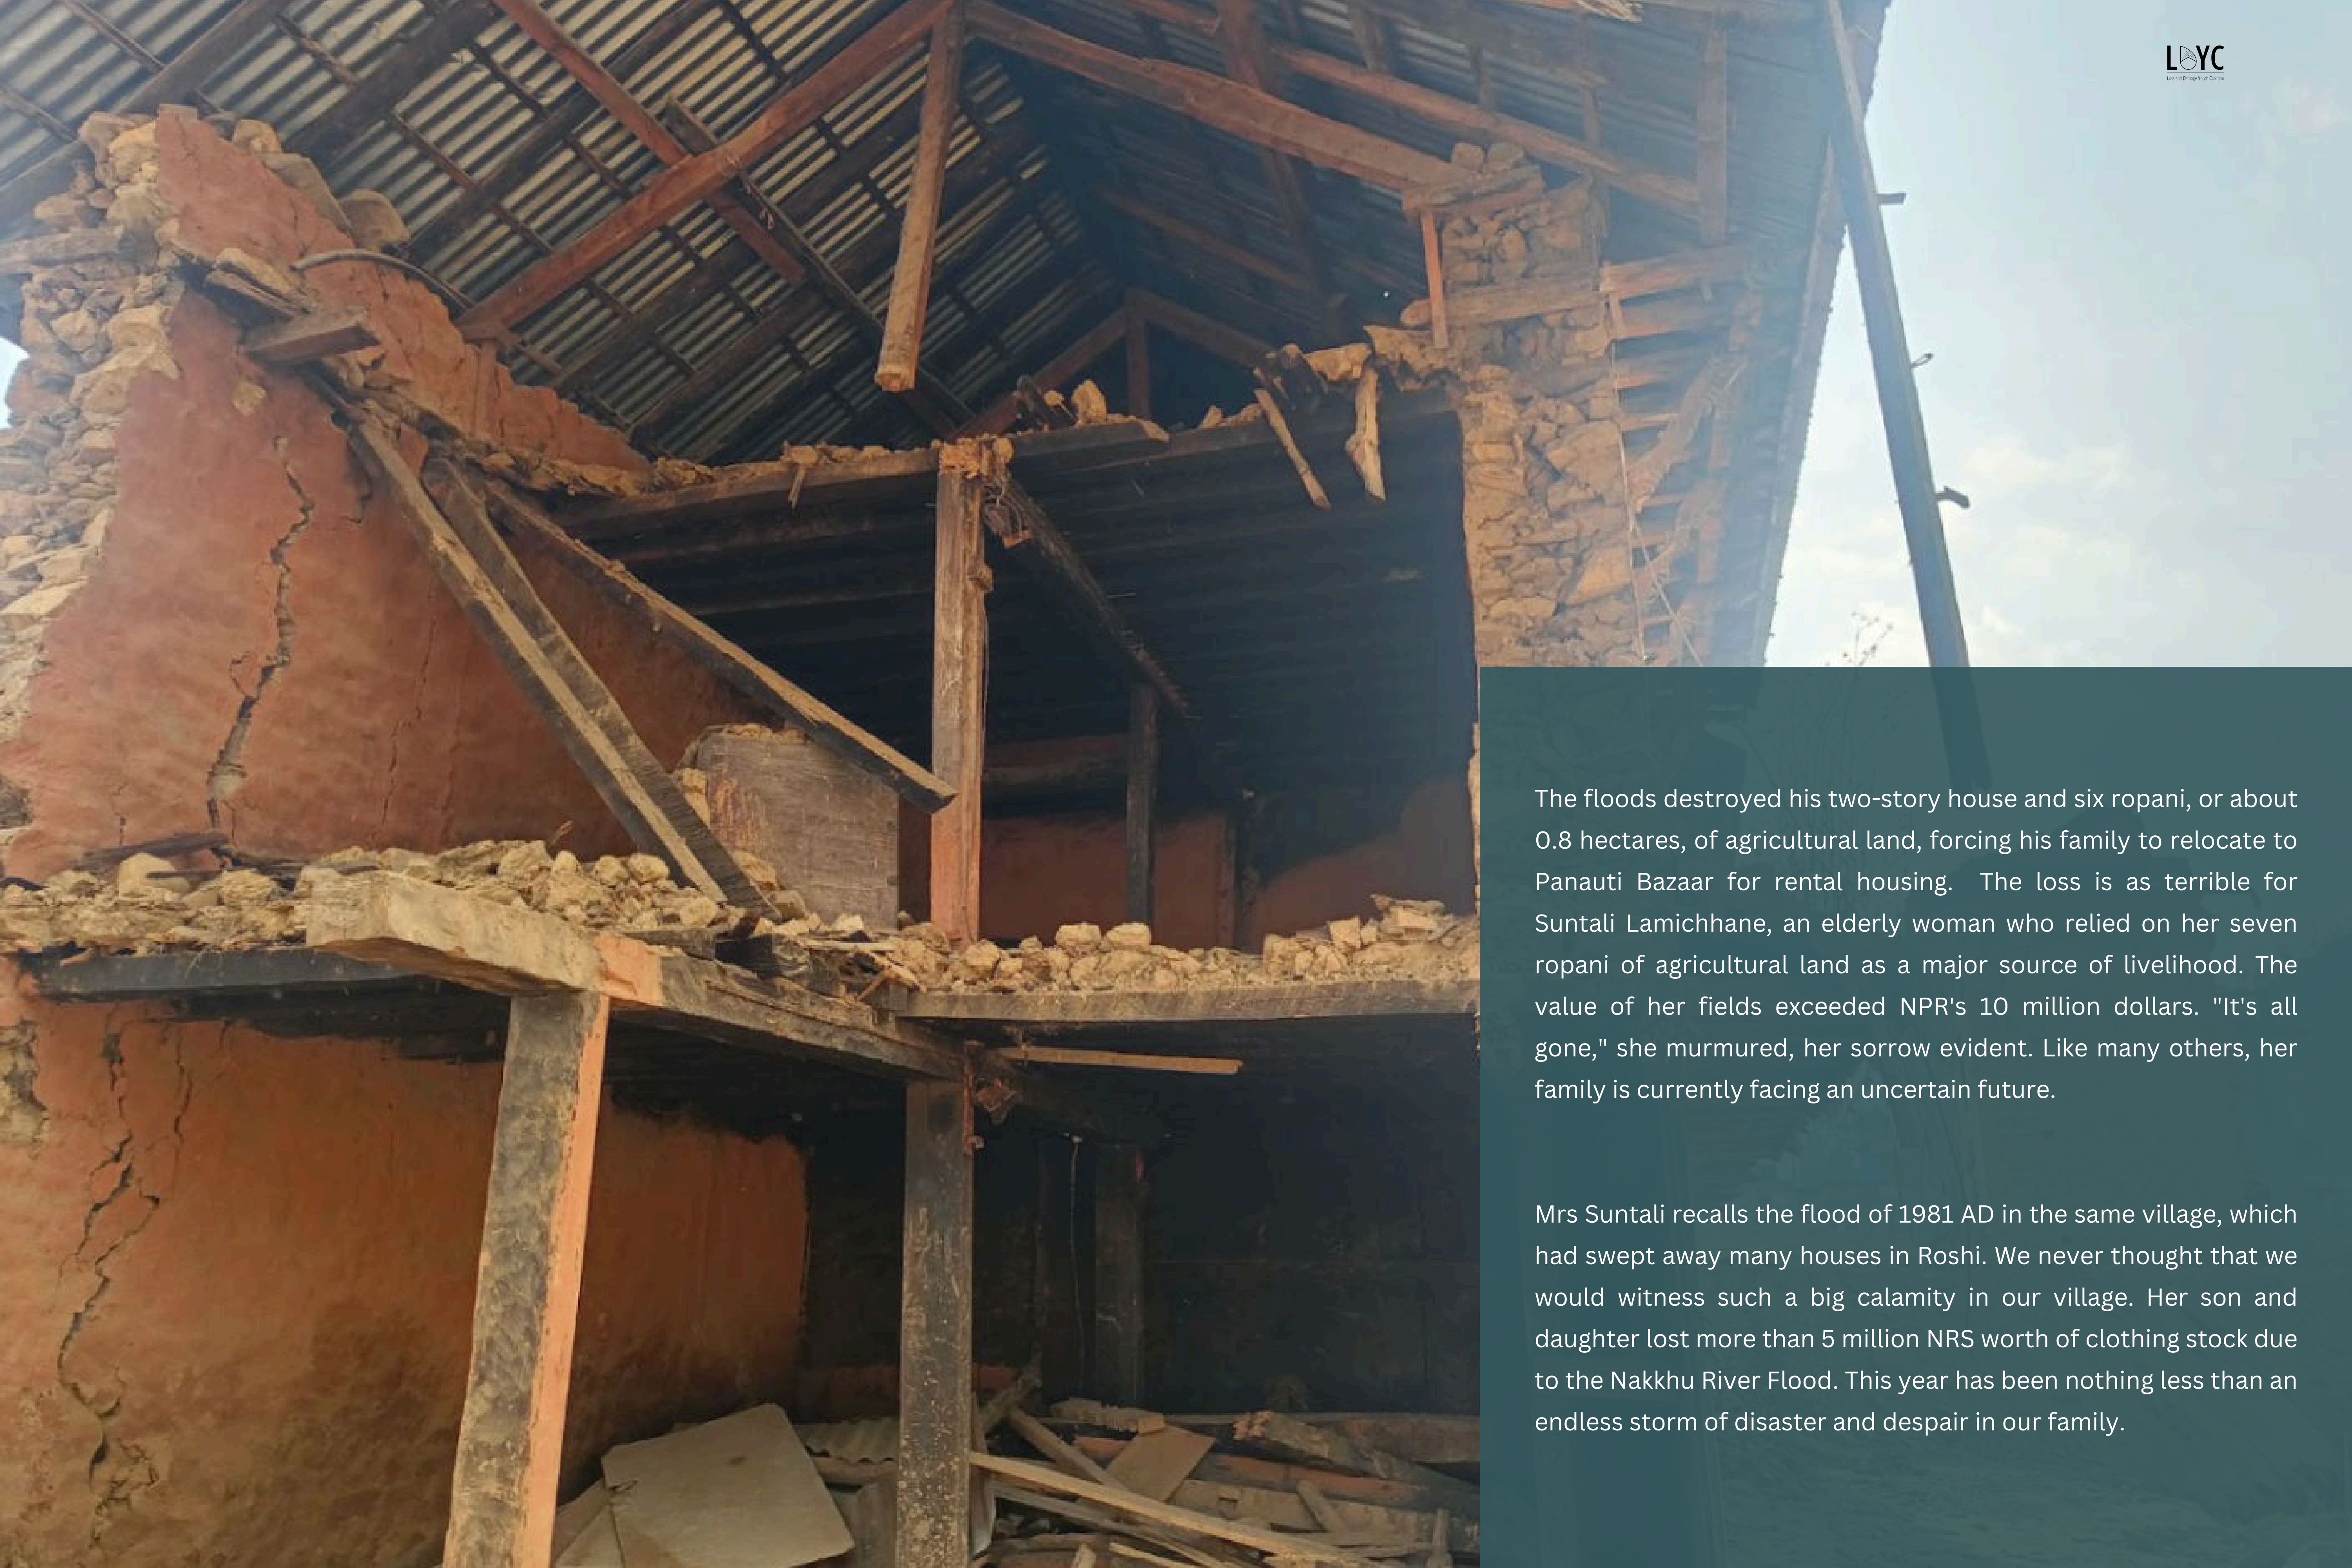 LDYC
Loss and Damage Youth Coalition
The floods destroyed his two-story house and six ropani, or about
0.8 hectares, of agricultural land, forcing his family to relocate to
Panauti Bazaar for rental housing.  The loss is as terrible for
Suntali Lamichhane, an elderly woman who relied on her seven
ropani of agricultural land as a major source of livelihood. The
value of her fields exceeded NPR's 10 million dollars. "It's all
gone," she murmured, her sorrow evident. Like many others, her
family is currently facing an uncertain future.
Mrs Suntali recalls the flood of 1981 AD in the same village, which
had swept away many houses in Roshi. We never thought that we
would witness such a big calamity in our village. Her son and
daughter lost more than 5 million NRS worth of clothing stock due
to the Nakkhu River Flood. This year has been nothing less than an
endless storm of disaster and despair in our family.